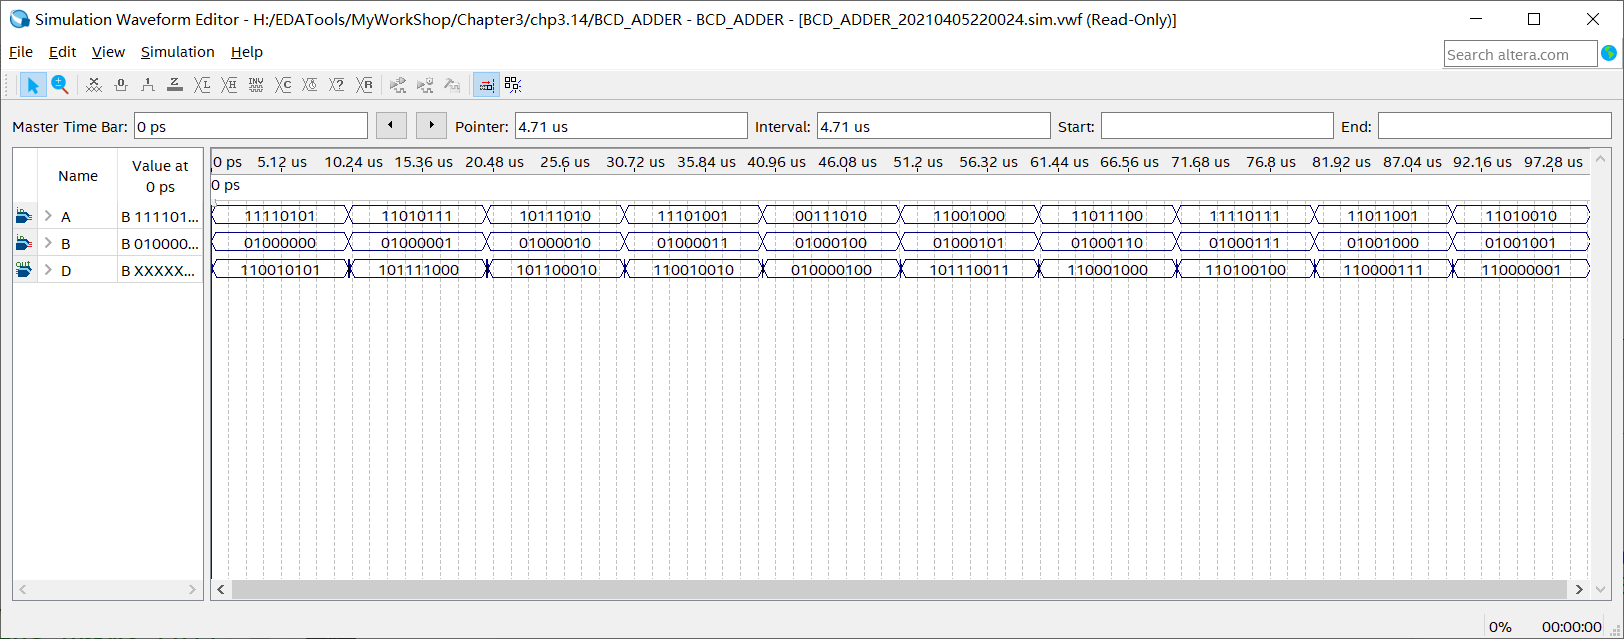 Simulation Waveform Editor - H:/EDATools/MyWorkShop/Chapter3/chp3.14/BCD_ADDER - BCD_ADDER - [BCD_ADDER_20210405220024.sim.vwf (Read-Only)]
File Edit View Simulation Help
Search altera.com
Master Time Bar: 0 ps Pointer: 4.71 us Interval: 4.71 us Start: End:
Name Value at 0 ps
0 ps 5.12 us 10.24 us 15.36 us 20.48 us 25.6 us 30.72 us 35.84 us 40.96 us 46.08 us 51.2 us 56.32 us 61.44 us 66.56 us 71.68 us 76.8 us 81.92 us 87.04 us 92.16 us 97.28 us
0 ps
A B 111101... 11110101 11010111 10111010 11101001 00111010 11001000 11011100 11110111 11011001 11010010
B B 010000... 01000000 01000001 01000010 01000011 01000100 01000101 01000110 01000111 01001000 01001001
D B XXXXX... 110010101 101111000 101100010 110010010 010000100 101110011 110001000 110100100 110000111 110000001
0% 00:00:00